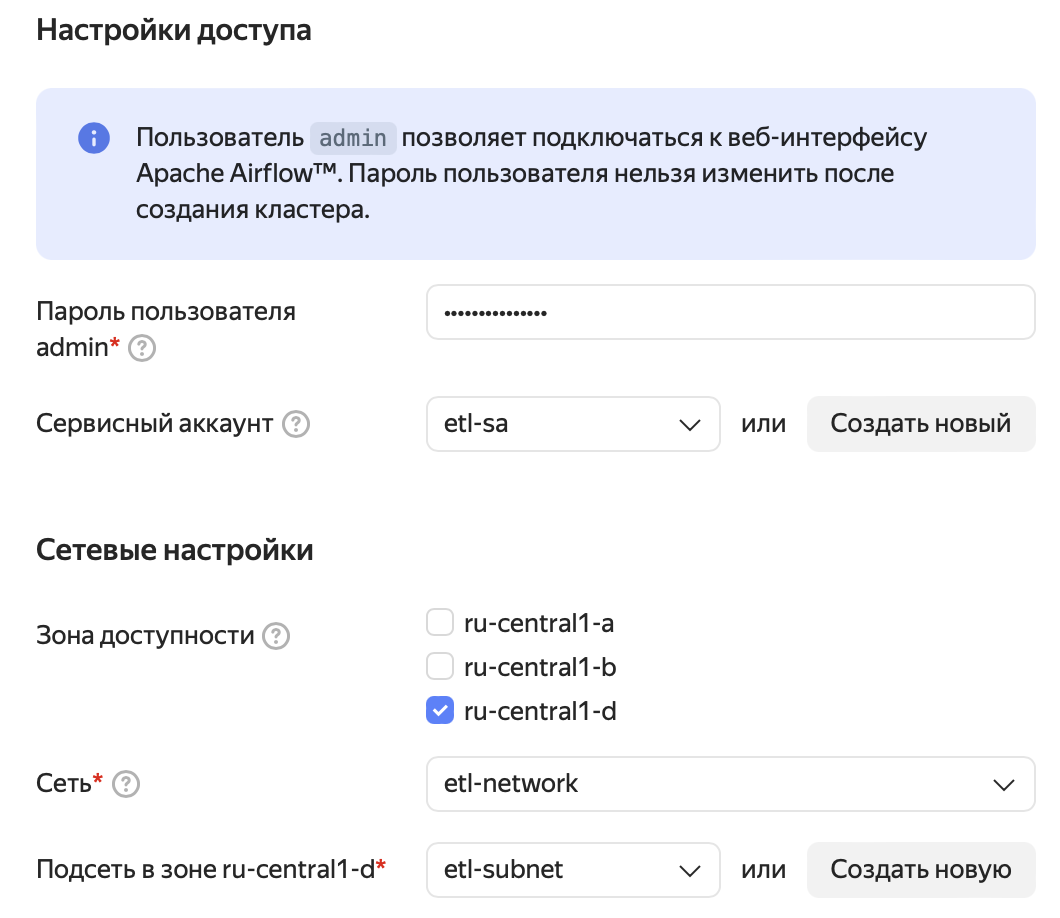 Настройки доступа
Пользователь admin позволяет подключаться к веб-интерфейсу
Apache Airflow™. Пароль пользователя нельзя изменить после
создания кластера.
Пароль пользователя
admin*
•••••••••••••••
Сервисный аккаунт
etl-sa
или
Создать новый
Сетевые настройки
Зона доступности
ru-central1-a
ru-central1-b
ru-central1-d
Сеть*
etl-network
Подсеть в зоне ru-central1-d*
etl-subnet
или
Создать новую